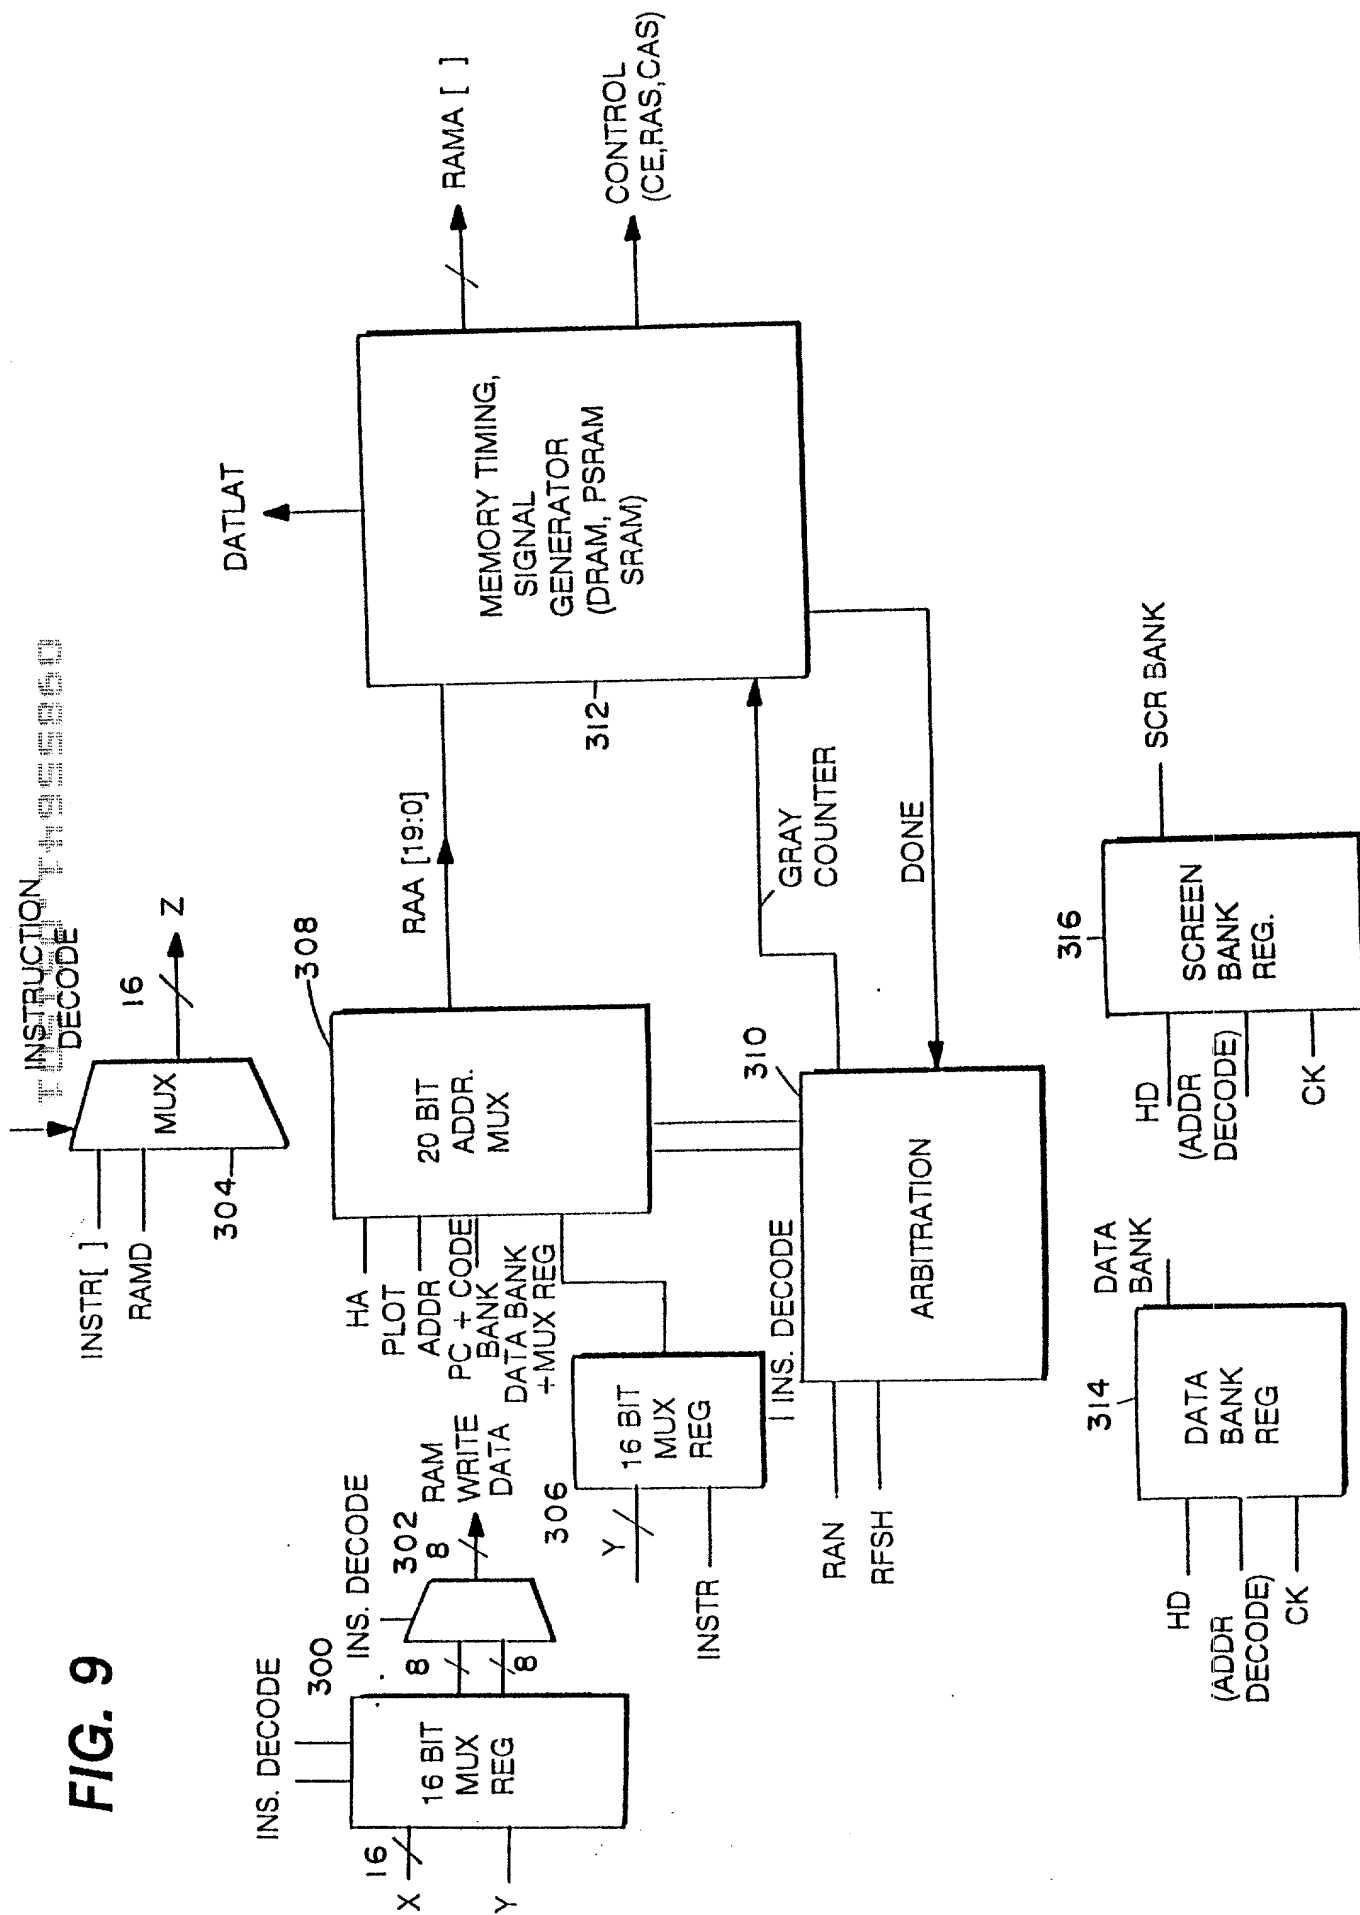 FIG. 9
INS. DECODE
300
X
16
Y
16 BIT
MUX
REG
8
8
INS. DECODE
302
8
RAM
WRITE
DATA
INSTRUCTION
DECODE
INSTR[ ]
RAMD
304
MUX
16
Z
306
Y
INSTR
16 BIT
MUX
REG
HA
PLOT
ADDR
PC + CODE
BANK
DATA BANK
+MUX REG
308
20 BIT
ADDR.
MUX
RAA [19:0]
INS. DECODE
310
RAN
RFSH
ARBITRATION
GRAY
COUNTER
DONE
312
MEMORY TIMING,
SIGNAL
GENERATOR
(DRAM, PSRAM
SRAM)
DATLAT
RAMA [ ]
CONTROL
(CE,RAS,CAS)
314
HD
(ADDR
DECODE)
CK
DATA
BANK
REG
DATA
BANK
316
HD
(ADDR
DECODE)
CK
SCREEN
BANK
REG.
SCR BANK